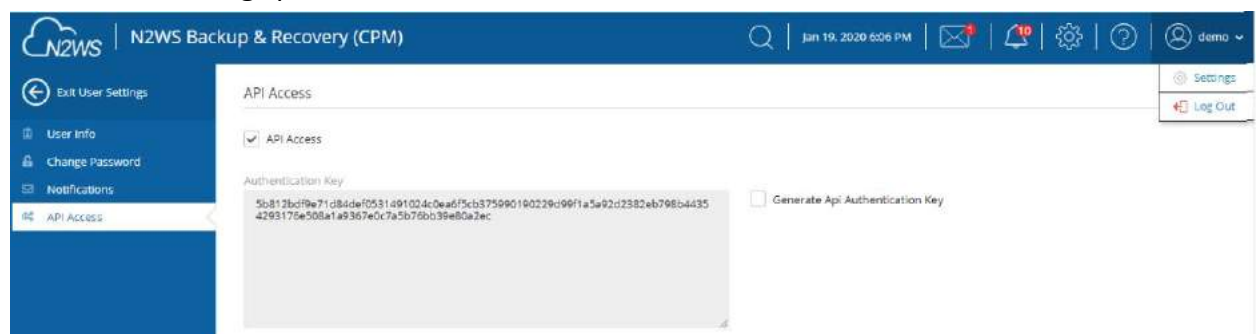 N2WS | N2WS Backup & Recovery (CPM)
Jan 19, 2020 6:06 PM
1
10
?
demo
Settings
Log Out
Exit User Settings
User Info
Change Password
Notifications
API Access
API Access
API Access
Authentication Key
5b812bdf9e71d84def0531491024c0ea6f5cb375990190229d99f1a5a92d2382eb798b4435
4293176e508a1a9367e0c7a5b76bb39e80a2ec
Generate Api Authentication Key